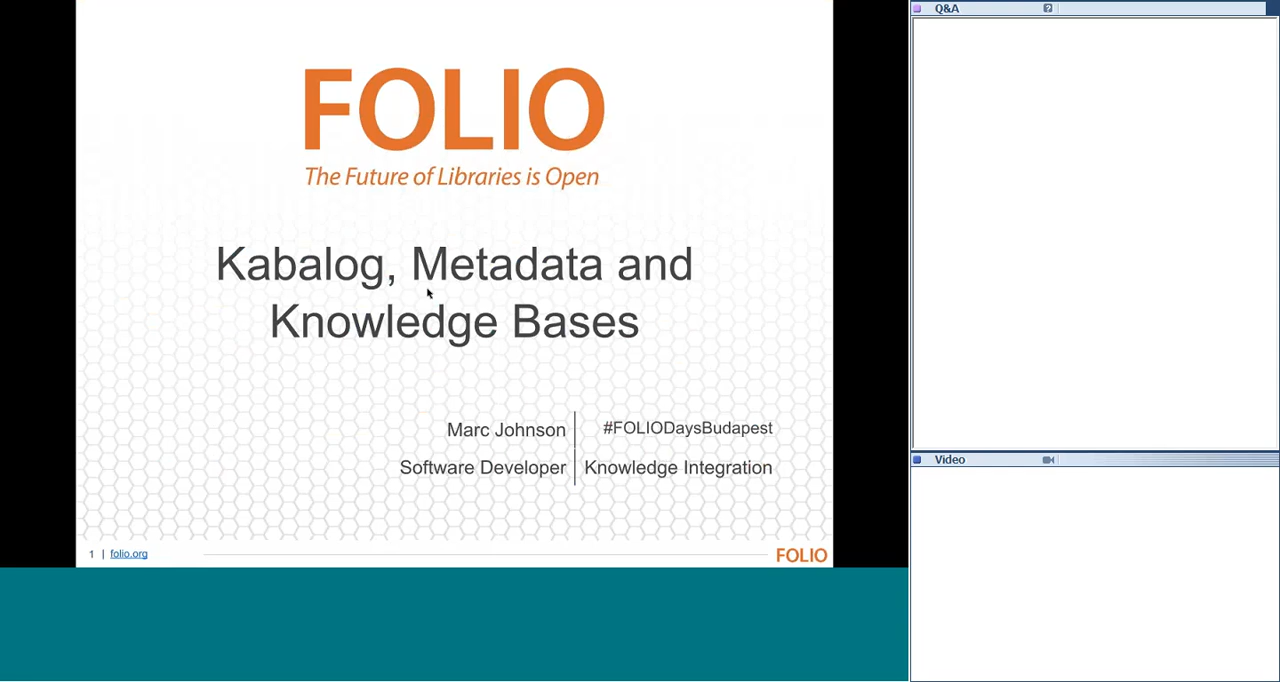 Q&A
FOLIO
The Future of Libraries is Open
Kabalog, Metadata and
Knowledge Bases
Marc Johnson
#FOLIODaysBudapest
Software Developer
Knowledge Integration
Video
1 | folio.org
FOLIO